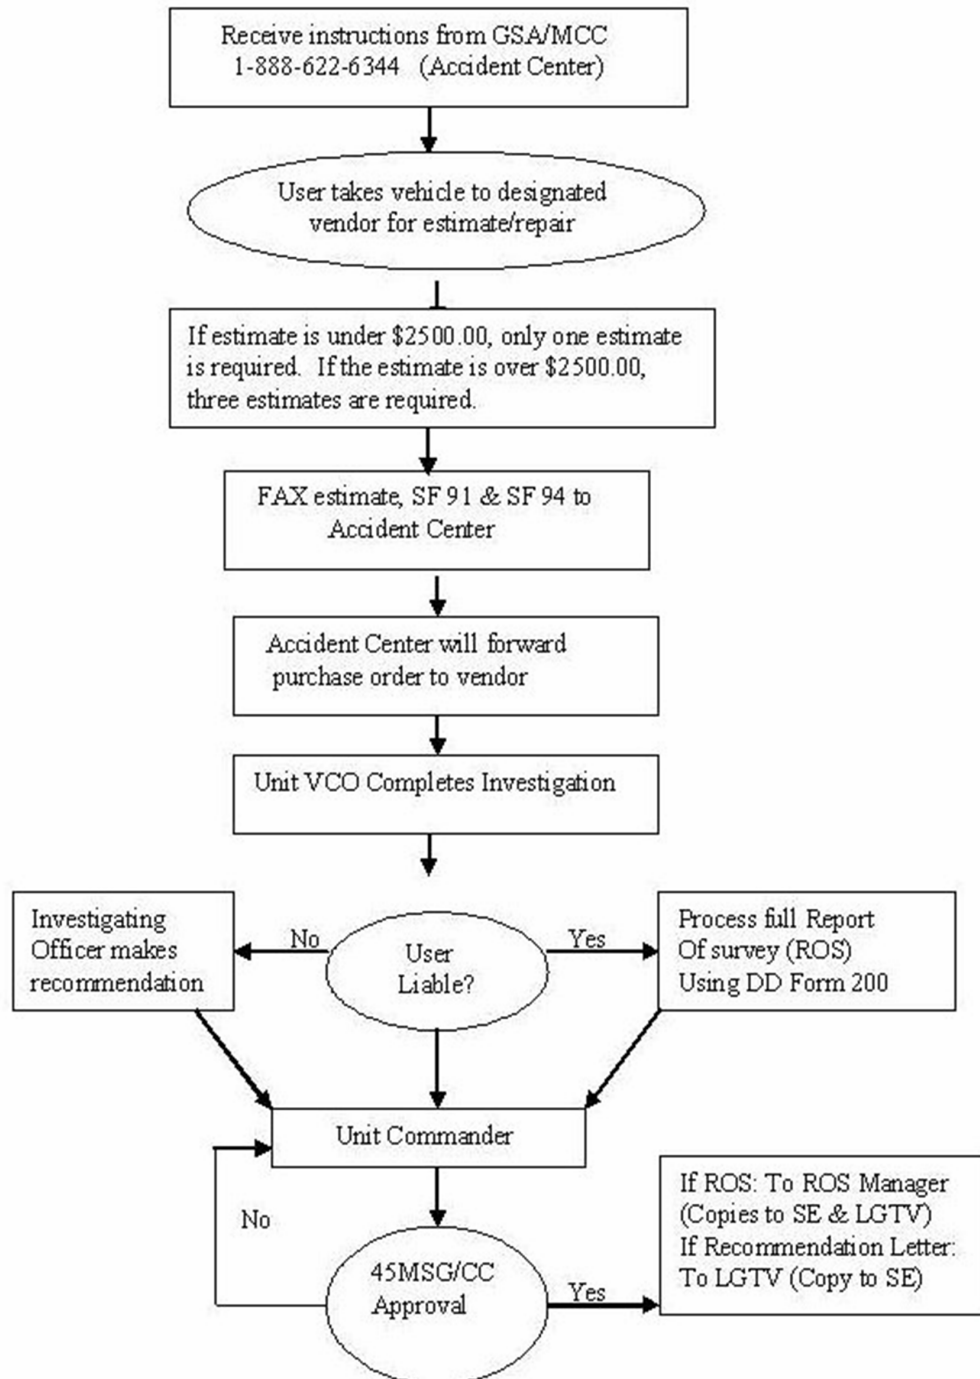 Receive instructions from GSA/MCC
1-888-622-6344 (Accident Center)
User takes vehicle to designated
vendor for estimate/repair
If estimate is under $2500.00, only one estimate
is required. If the estimate is over $2500.00,
three estimates are required.
FAX estimate, SF 91 & SF 94 to
Accident Center
Accident Center will forward
purchase order to vendor
Unit VCO Completes Investigation
Investigating
Officer makes
recommendation
No
User
Liable?
Yes
Process full Report
Of survey (ROS)
Using DD Form 200
Unit Commander
No
45MSG/CC
Approval
Yes
If ROS: To ROS Manager
(Copies to SE & LGTV)
If Recommendation Letter:
To LGTV (Copy to SE)